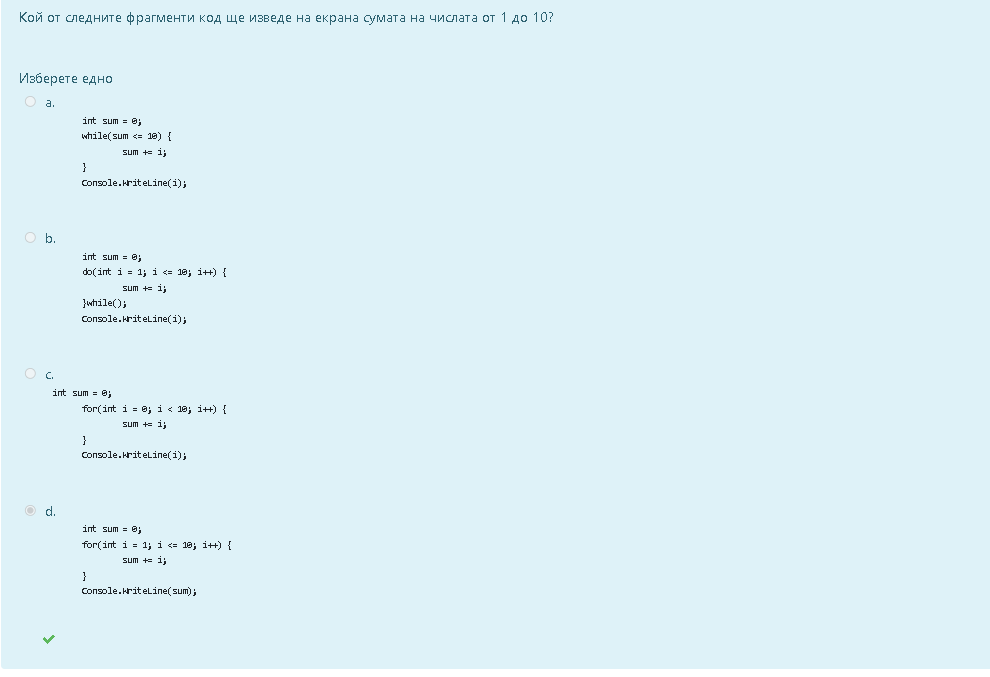 Кой от следните фрагменти код ще изведе на екрана сумата на числата от 1 до 10?
Изберете едно
a.
int sum = 0;
while(sum <= 10) {
sum += i;
}
Console.WriteLine(i);
b.
int sum = 0;
do(int i = 1; i <= 10; i++) {
sum += i;
}while();
Console.WriteLine(i);
c.
int sum = 0;
for(int i = 0; i < 10; i++) {
sum += i;
}
Console.WriteLine(i);
d.
int sum = 0;
for(int i = 1; i <= 10; i++) {
sum += i;
}
Console.WriteLine(sum);